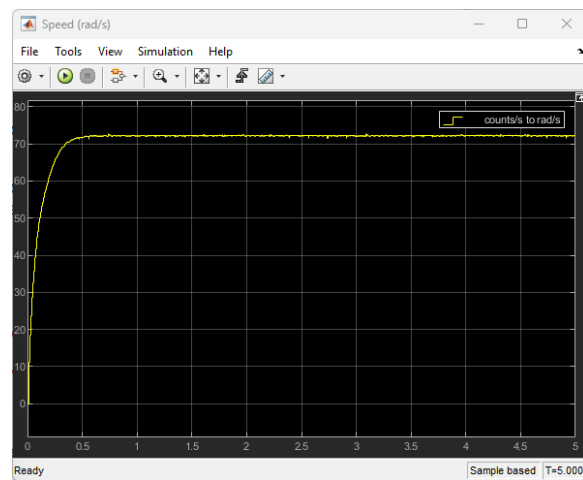 Speed (rad/s)
File Tools View Simulation Help
80
counts/s to rad/s
70
60
50
40
30
20
10
0
0 0.5 1 1.5 2 2.5 3 3.5 4 4.5 5
Ready Sample based T=5.000